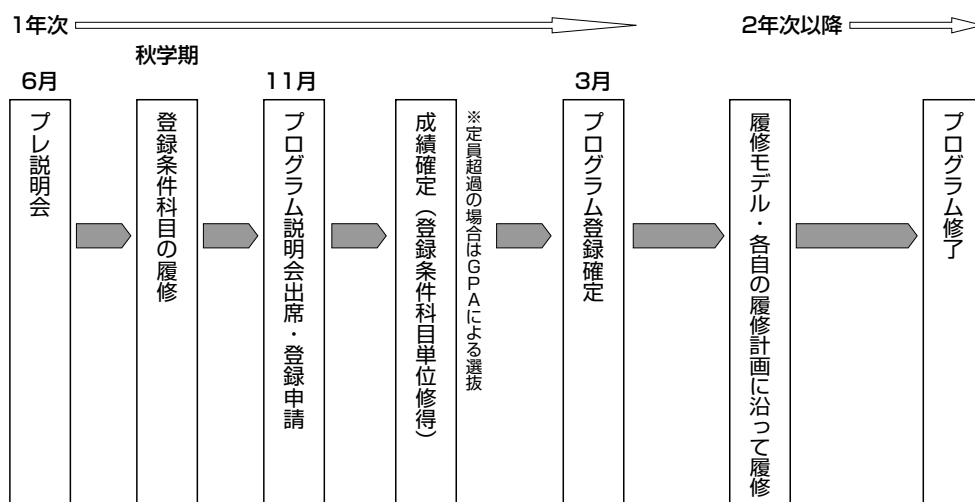 1年次
2年次以降
秋学期
6月
11月
3月
プレ説明会
登録条件科目の履修
プログラム説明会出席・登録申請
成績確定(登録条件科目単位修得)
※定員超過の場合はGPAによる選抜
プログラム登録確定
履修モデル・各自の履修計画に沿って履修
プログラム修了